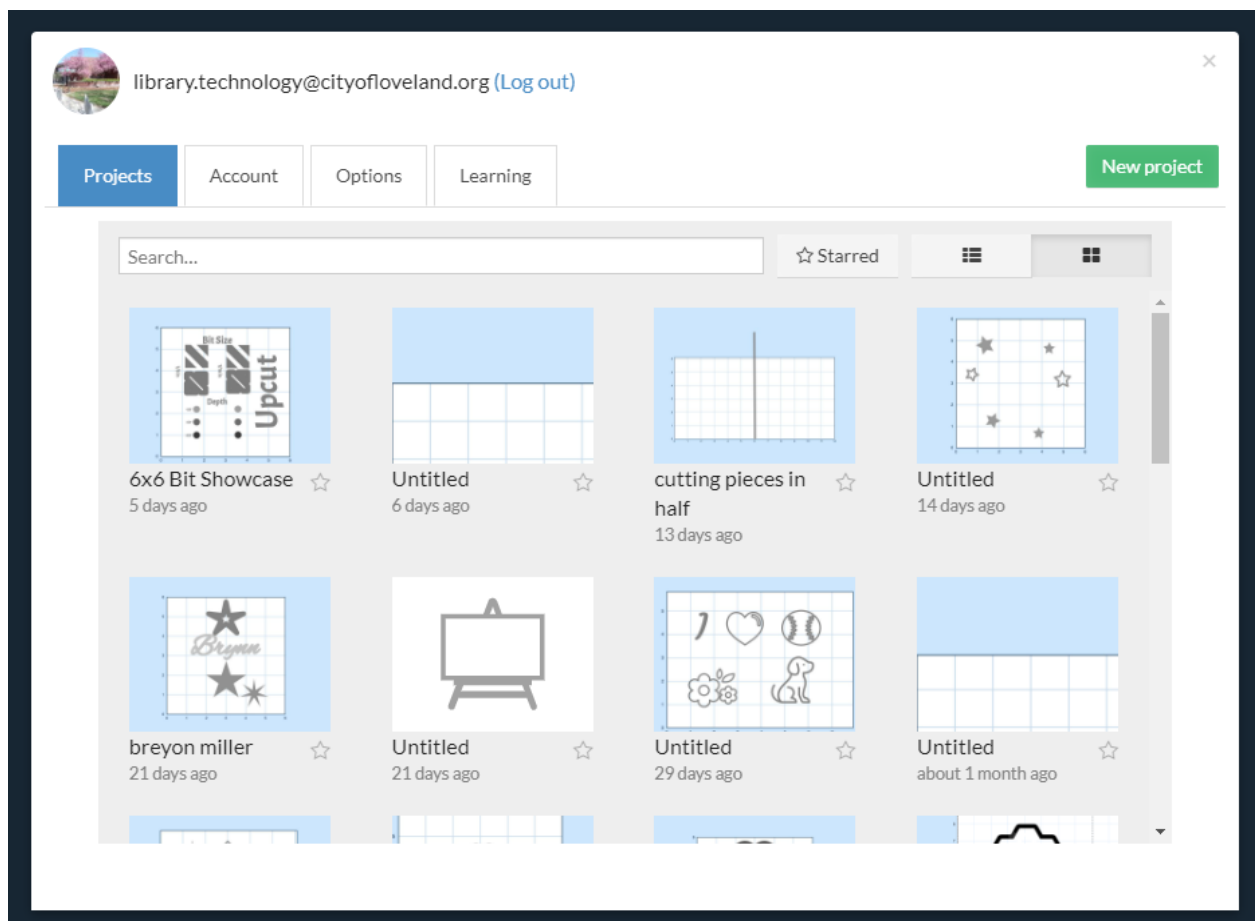 library.technology@cityofloveland.org (Log out)
×
Projects
Account
Options
Learning
New project
Search...
☆ Starred
Bit Size
Depth
Upcut
6x6 Bit Showcase
5 days ago
Untitled
6 days ago
cutting pieces in
half
13 days ago
Untitled
14 days ago
Brynn
breyon miller
21 days ago
Untitled
21 days ago
Untitled
29 days ago
Untitled
about 1 month ago